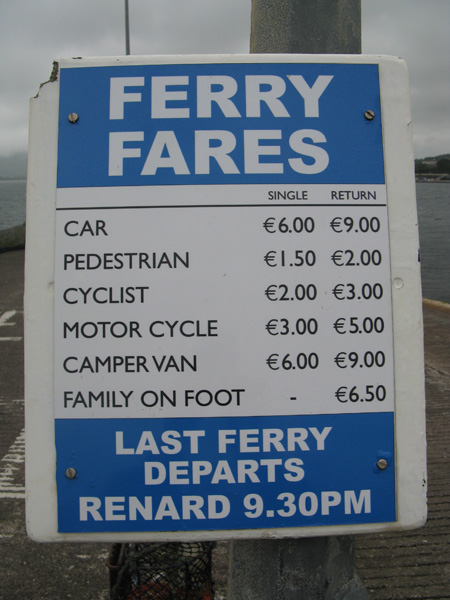 FERRY
FARES
SINGLE RETURN
CAR €6.00 €9.00
PEDESTRIAN €1.50 €2.00
CYCLIST €2.00 €3.00
MOTOR CYCLE €3.00 €5.00
CAMPER VAN €6.00 €9.00
FAMILY ON FOOT - €6.50
LAST FERRY
DEPARTS
RENARD 9.30PM